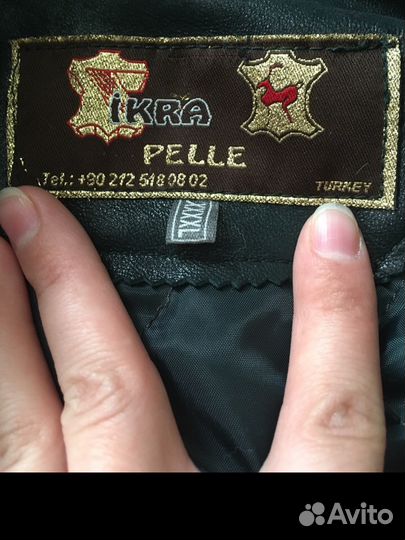 İKRA
PELLE
Tel.: +90 212 518 08 02
TURKEY
XXXL
Avito